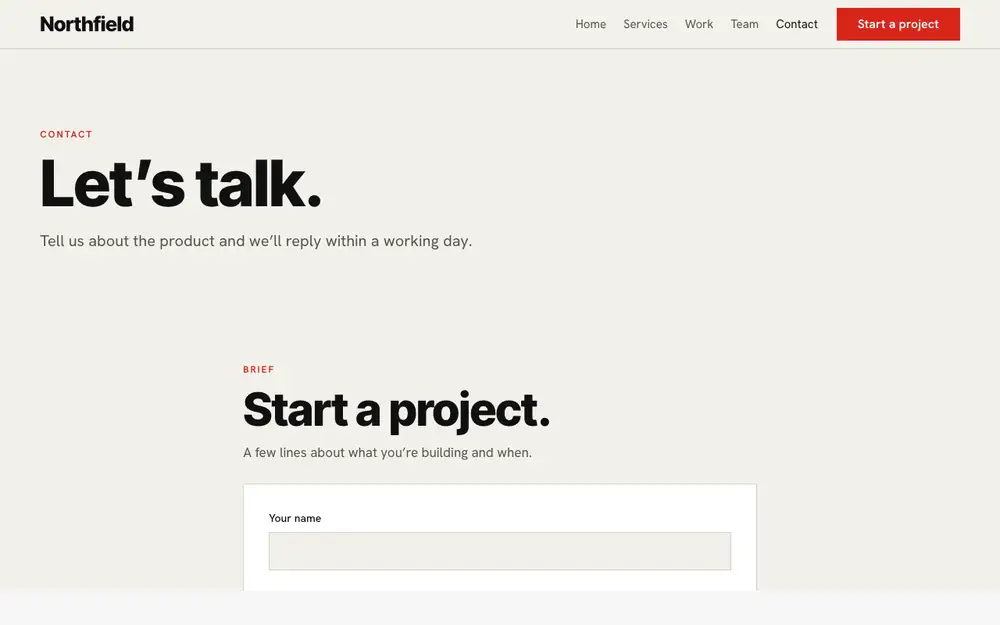 Northfield
Home Services Work Team Contact Start a project
CONTACT
Let’s talk.
Tell us about the product and we’ll reply within a working day.
BRIEF
Start a project.
A few lines about what you’re building and when.
Your name